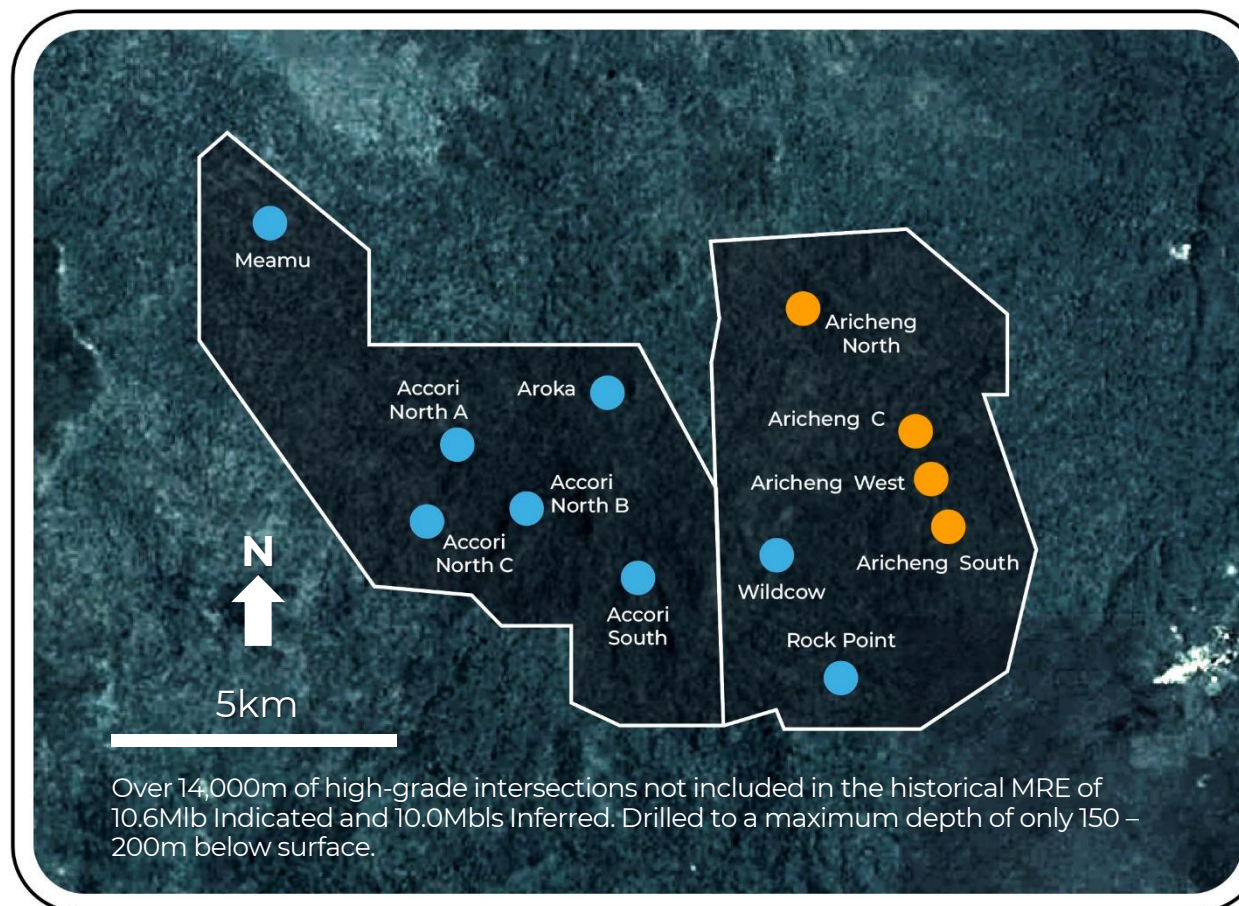 Meamu
Aricheng
North
Accori
North A
Aroka
Aricheng  C
Accori
North B
Aricheng  West
Accori
North C
Aricheng  South
Wildcow
Accori
South
Rock Point
N
5km
Over 14,000m of high-grade intersections not included in the historical MRE of
10.6Mlb Indicated and 10.0Mbls Inferred. Drilled to a maximum depth of only 150 –
200m below surface.